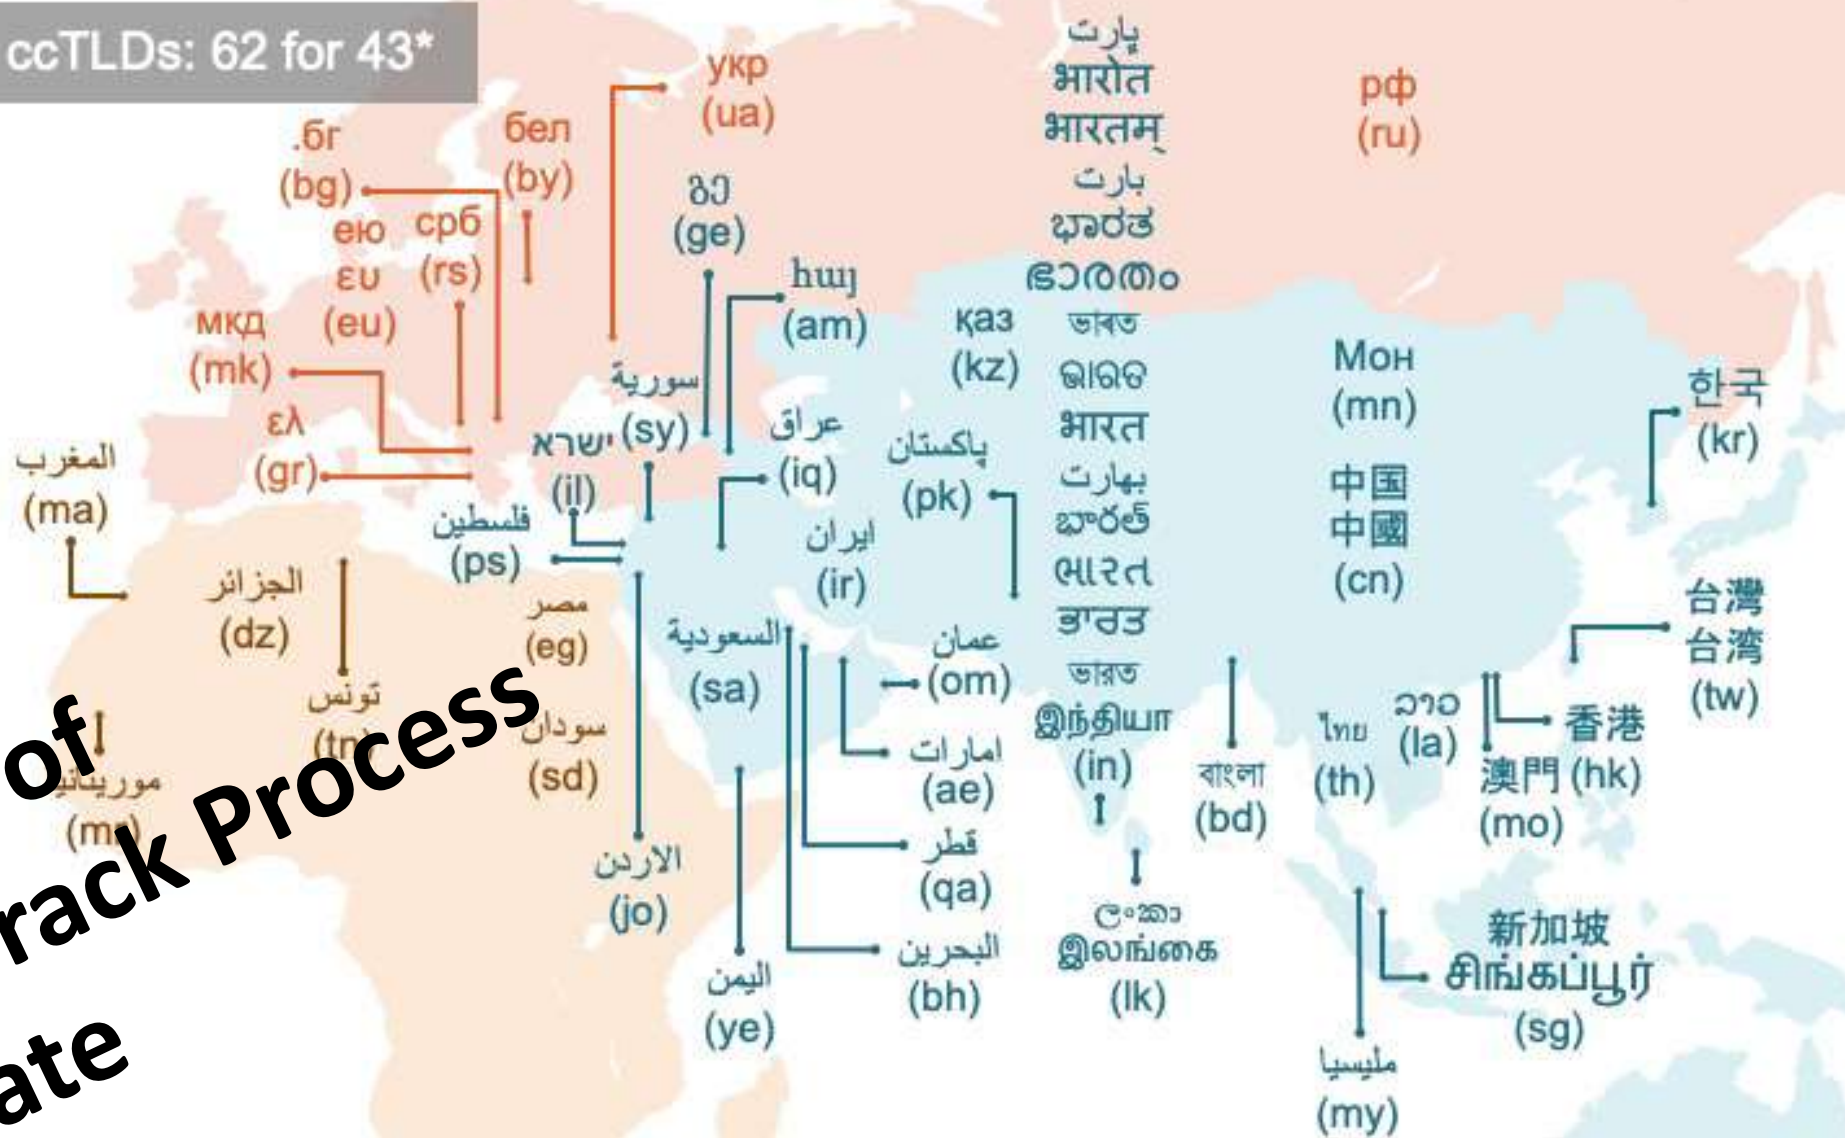 ccTLDs: 62 for 43*
укр
(ua)
.бг
(bg)
бел
(by)
ею
ευ
(eu)
срб
(rs)
мкд
(mk)
ελ
(gr)
рф
(ru)
გე
(ge)
հայ
(am)
қаз
(kz)
سورية
(sy)
ישרא
(il)
عراق
(iq)
فلسطين
(ps)
ایران
(ir)
پاکستان
(pk)
المغرب
(ma)
الجزائر
(dz)
تونس
(tn)
مصر
(eg)
سودان
(sd)
(mr)
السعودية
(sa)
عمان
(om)
امارات
(ae)
قطر
(qa)
البحرين
(bh)
الاردن
(jo)
اليمن
(ye)
ڀارت
भारोत
भारतम्
بارت
ಭಾರತ
ഭാരതം
ভাৰত
ଭାରତ
भारत
بھارت
భారత్
ભારત
ਭਾਰਤ
ভারত
இந்தியா
(in)
ලංකා
இலங்கை
(lk)
বাংলা
(bd)
Мон
(mn)
中国
中國
(cn)
한국
(kr)
台灣
台湾
(tw)
ไทย
(th)
ລາວ
(la)
香港
(hk)
澳門
(mo)
新加坡
சிங்கப்பூர்
(sg)
مليسيا
(my)
of
rack Process
ate